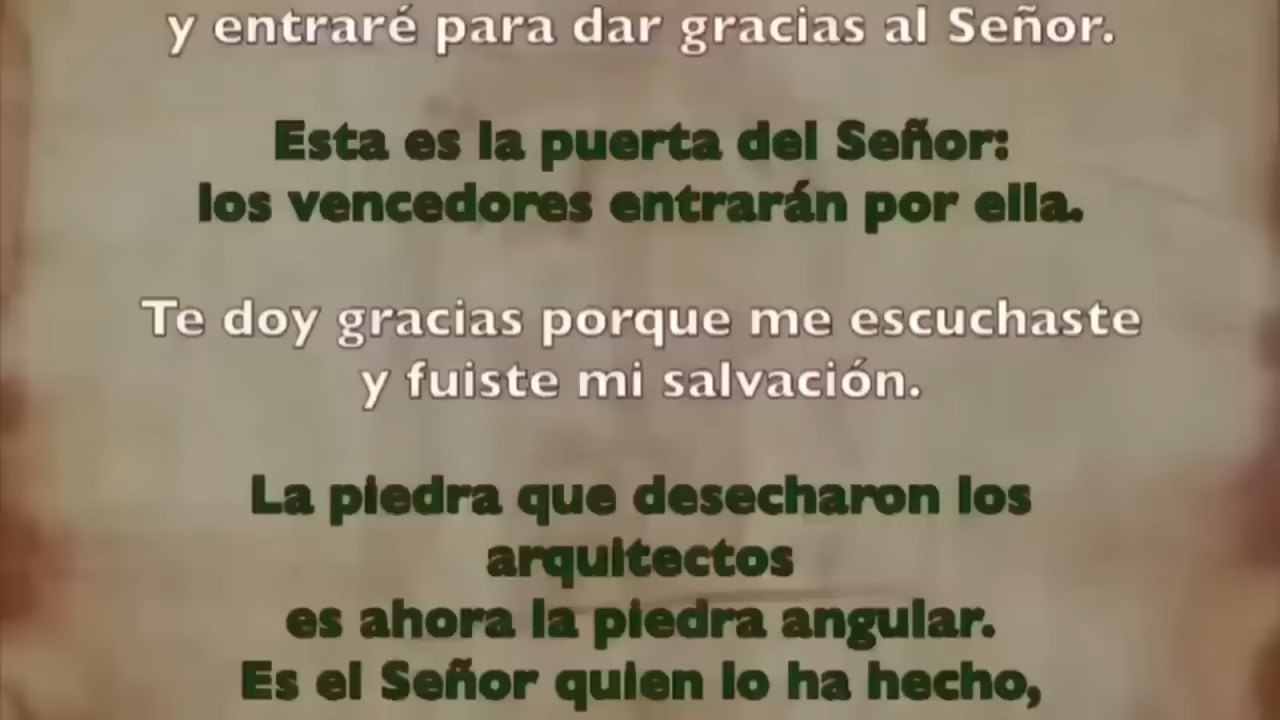 y entraré para dar gracias al Señor.
Esta es la puerta del Señor:
los vencedores entrarán por ella.
Te doy gracias porque me escuchaste
y fuiste mi salvación.
La piedra que desecharon los
arquitectos
es ahora la piedra angular.
Es el Señor quien lo ha hecho,